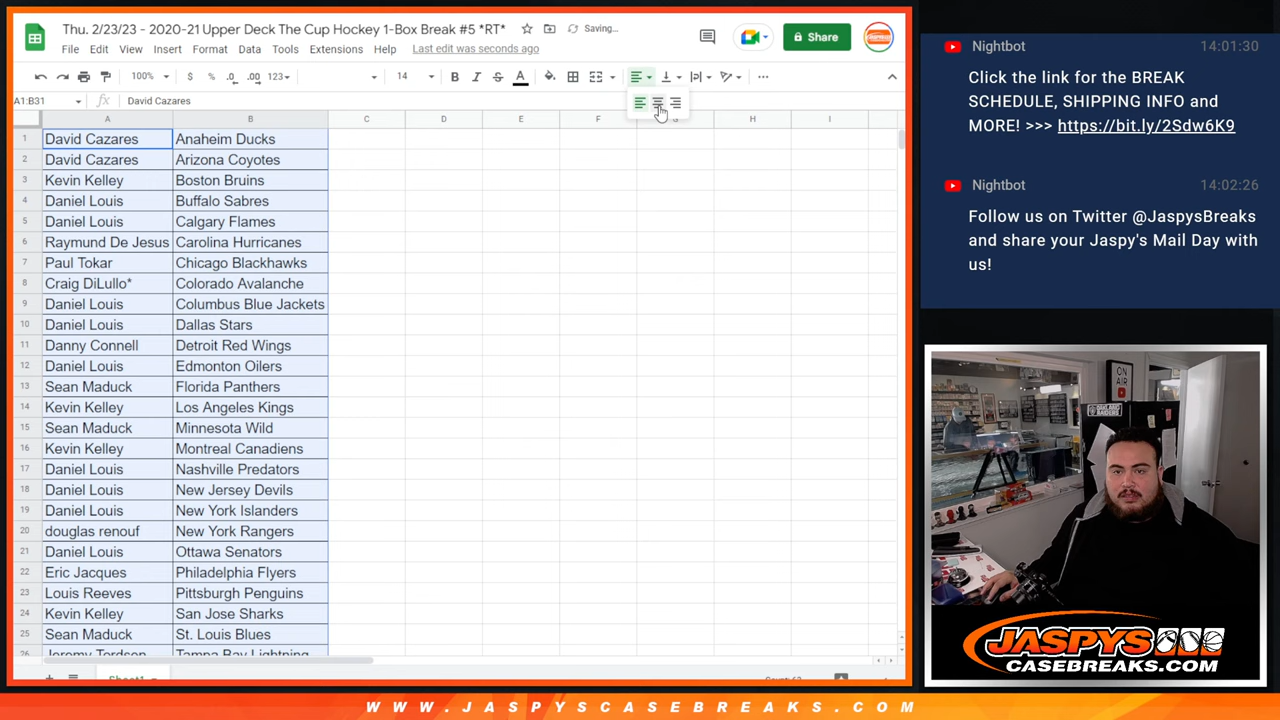 Thu. 2/23/23 - 2020-21 Upper Deck The Cup Hockey 1-Box Break #5 *RT*
Saving...
File Edit View Insert Format Data Tools Extensions Help Last edit was seconds ago
Share
100% $ % .0 .00 123 14 B I S A
A1:B31 fx David Cazares
A B C D E F G H I
1 David Cazares Anaheim Ducks
2 David Cazares Arizona Coyotes
3 Kevin Kelley Boston Bruins
4 Daniel Louis Buffalo Sabres
5 Daniel Louis Calgary Flames
6 Raymund De Jesus Carolina Hurricanes
7 Paul Tokar Chicago Blackhawks
8 Craig DiLullo* Colorado Avalanche
9 Daniel Louis Columbus Blue Jackets
10 Daniel Louis Dallas Stars
11 Danny Connell Detroit Red Wings
12 Daniel Louis Edmonton Oilers
13 Sean Maduck Florida Panthers
14 Kevin Kelley Los Angeles Kings
15 Sean Maduck Minnesota Wild
16 Kevin Kelley Montreal Canadiens
17 Daniel Louis Nashville Predators
18 Daniel Louis New Jersey Devils
19 Daniel Louis New York Islanders
20 douglas renouf New York Rangers
21 Daniel Louis Ottawa Senators
22 Eric Jacques Philadelphia Flyers
23 Louis Reeves Pittsburgh Penguins
24 Kevin Kelley San Jose Sharks
25 Sean Maduck St. Louis Blues
26 Jeremy Tordsen Tampa Bay Lightning
Sheet1
Nightbot 14:01:30
Click the link for the BREAK
SCHEDULE, SHIPPING INFO and
MORE! >>> https://bit.ly/2Sdw6K9
Nightbot 14:02:26
Follow us on Twitter @JaspysBreaks
and share your Jaspy's Mail Day with
us!
ON
AIR
JASPYS
CASEBREAKS.COM
WWW.JASPYSCASEBREAKS.COM